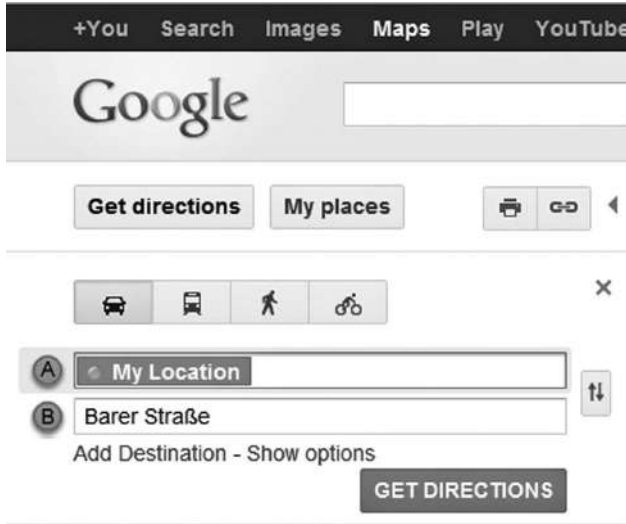 +You Search Images Maps Play YouTube
Google
Get directions My places
A My Location
B Barer Straße
Add Destination - Show options
GET DIRECTIONS